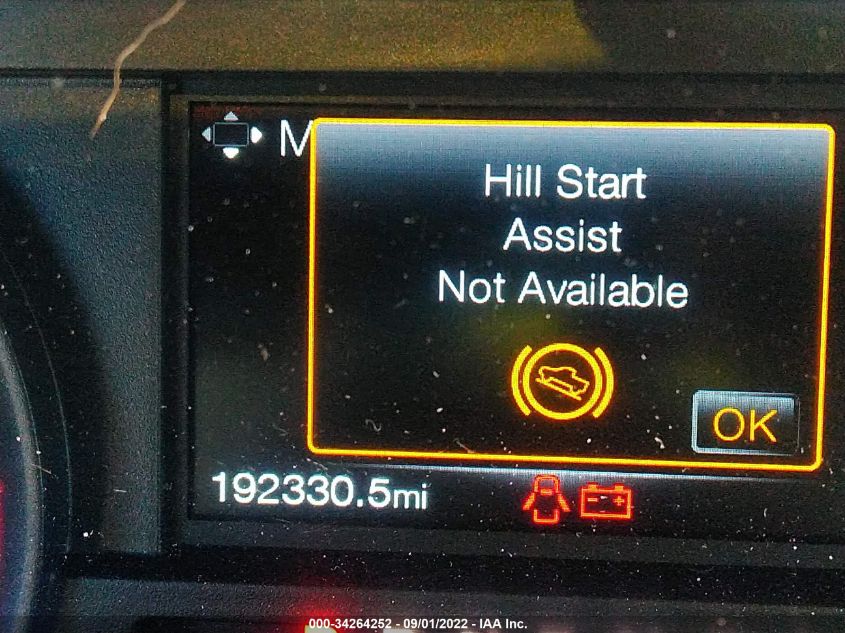 M
Hill Start
Assist
Not Available
OK
192330.5mi
000-34264252 - 09/01/2022 - IAA Inc.